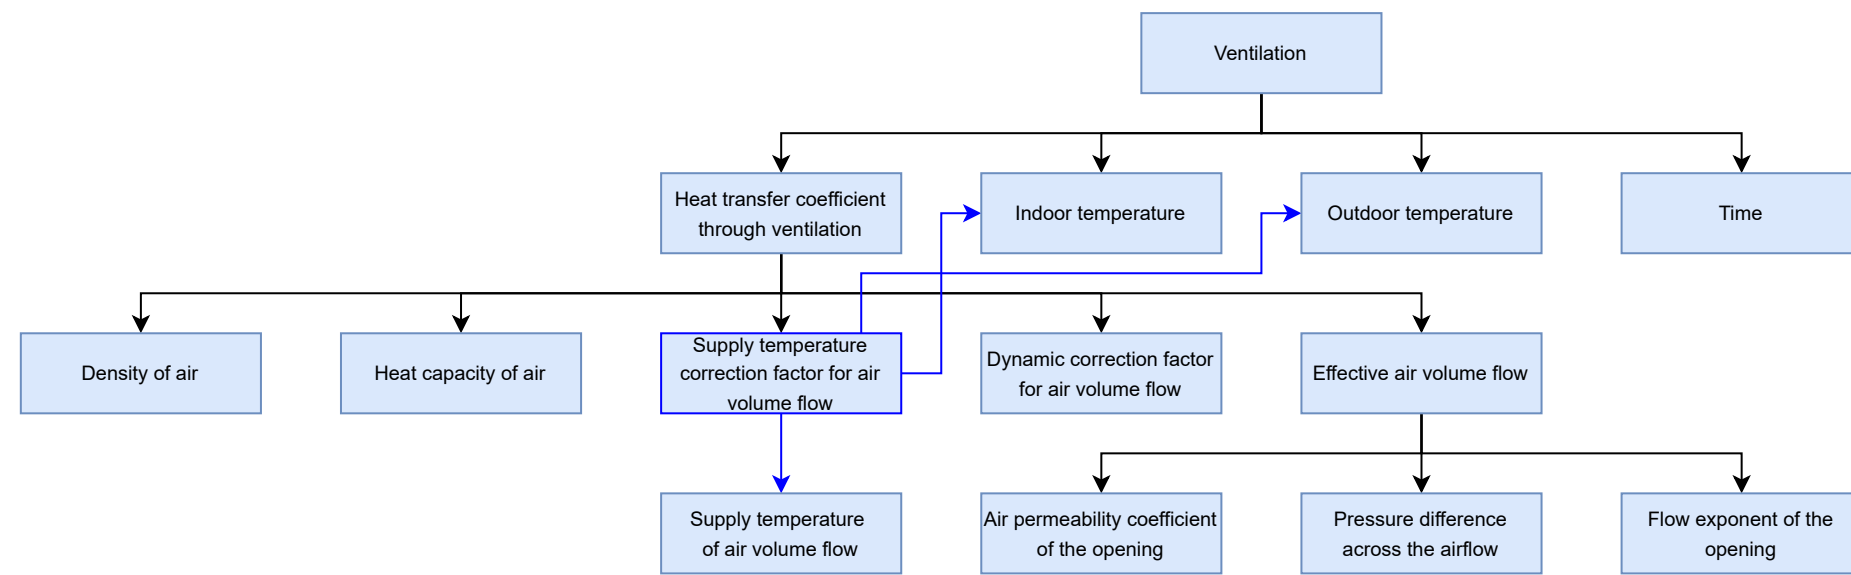 Ventilation
Heat transfer coefficient
through ventilation
Indoor temperature
Outdoor temperature
Time
Density of air
Heat capacity of air
Supply temperature
correction factor for air
volume flow
Dynamic correction factor
for air volume flow
Effective air volume flow
Supply temperature
of air volume flow
Air permeability coefficient
of the opening
Pressure difference
across the airflow
Flow exponent of the
opening